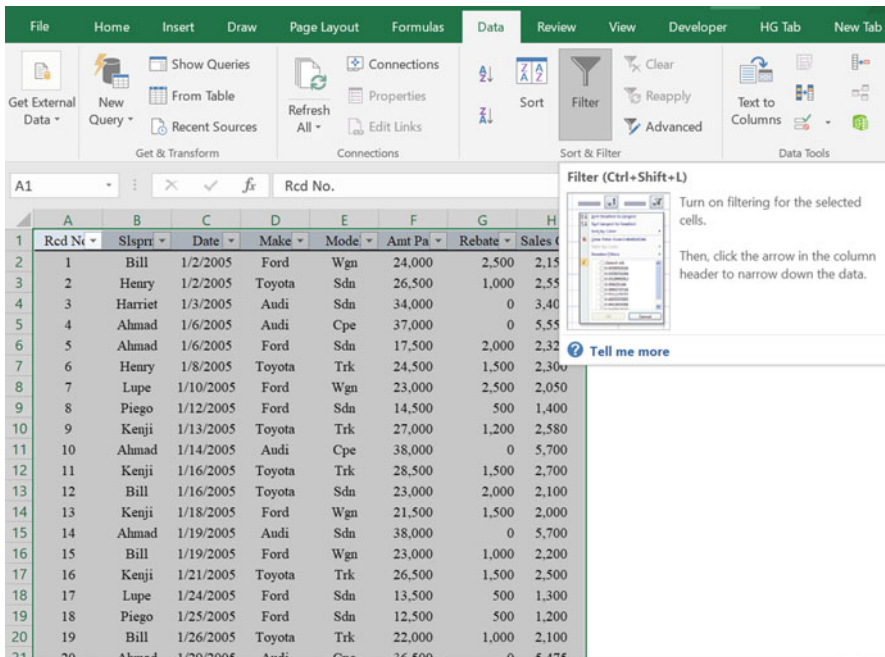 File Home Insert Draw Page Layout Formulas Data Review View Developer HG Tab New Tab
Get External Data
New Query
Show Queries
From Table
Recent Sources
Get & Transform
Refresh All
Connections
Properties
Edit Links
Connections
Sort
Filter
Clear
Reapply
Advanced
Sort & Filter
Text to Columns
Data Tools
A1 fx Rcd No.
Filter (Ctrl+Shift+L)
Turn on filtering for the selected
cells.
Then, click the arrow in the column
header to narrow down the data.
Tell me more
A B C D E F G H
1 Rcd No Slspr Date Make Mode Amt Pa Rebate Sales C
2 1 Bill 1/2/2005 Ford Wgn 24,000 2,500 2,15
3 2 Henry 1/2/2005 Toyota Sdn 26,500 1,000 2,55
4 3 Harriet 1/3/2005 Audi Sdn 34,000 0 3,40
5 4 Ahmad 1/6/2005 Audi Cpe 37,000 0 5,55
6 5 Ahmad 1/6/2005 Ford Sdn 17,500 2,000 2,32
7 6 Henry 1/8/2005 Toyota Trk 24,500 1,500 2,300
8 7 Lupe 1/10/2005 Ford Wgn 23,000 2,500 2,050
9 8 Piego 1/12/2005 Ford Sdn 14,500 500 1,400
10 9 Kenji 1/13/2005 Toyota Trk 27,000 1,200 2,580
11 10 Ahmad 1/14/2005 Audi Cpe 38,000 0 5,700
12 11 Kenji 1/16/2005 Toyota Trk 28,500 1,500 2,700
13 12 Bill 1/16/2005 Toyota Sdn 23,000 2,000 2,100
14 13 Kenji 1/18/2005 Ford Wgn 21,500 1,500 2,000
15 14 Ahmad 1/19/2005 Audi Sdn 38,000 0 5,700
16 15 Bill 1/19/2005 Ford Wgn 23,000 1,000 2,200
17 16 Kenji 1/21/2005 Toyota Trk 26,500 1,500 2,500
18 17 Lupe 1/24/2005 Ford Sdn 13,500 500 1,300
19 18 Piego 1/25/2005 Ford Sdn 12,500 500 1,200
20 19 Bill 1/26/2005 Toyota Trk 22,000 1,000 2,100
21 20 Ahmad 1/29/2005 Audi Cpe 36,500 0 5,475